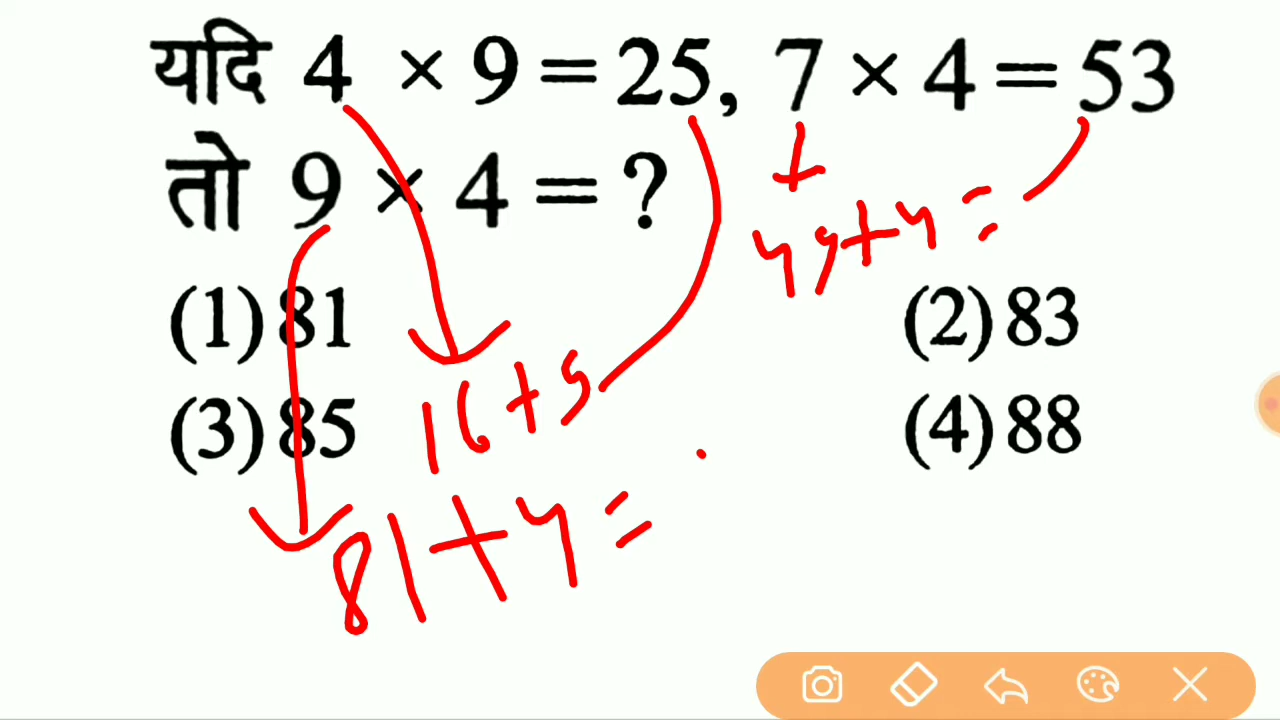 यदि 4 × 9 = 25, 7 × 4 = 53
तो 9 × 4 = ?
49+4=
(1) 81 (2) 83
16+9
(3) 85 (4) 88
81+4=